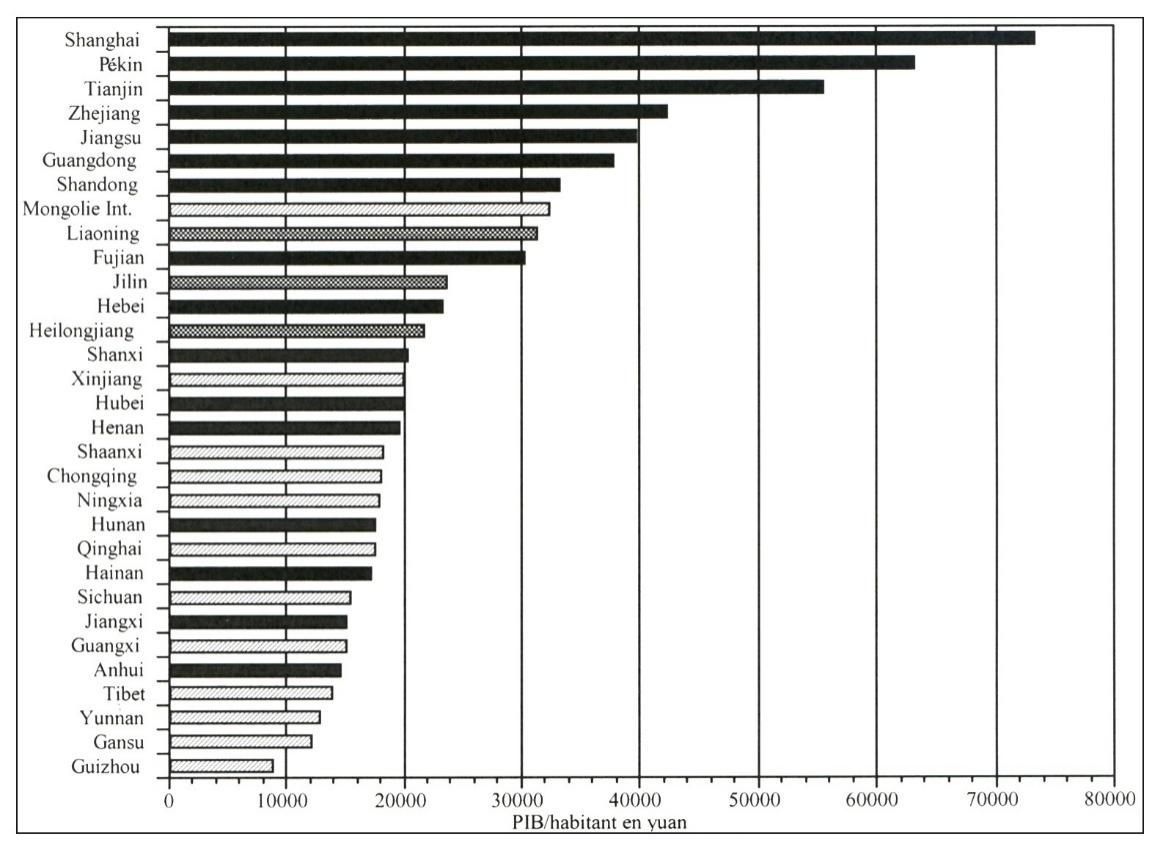 Shanghai
Pékin
Tianjin
Zhejiang
Jiangsu
Guangdong
Shandong
Mongolie Int.
Liaoning
Fujian
Jilin
Hebei
Heilongjiang
Shanxi
Xinjiang
Hubei
Henan
Shaanxi
Chongqing
Ningxia
Hunan
Qinghai
Hainan
Sichuan
Jiangxi
Guangxi
Anhui
Tibet
Yunnan
Gansu
Guizhou
0 10000 20000 30000 40000 50000 60000 70000 80000
PIB/habitant en yuan